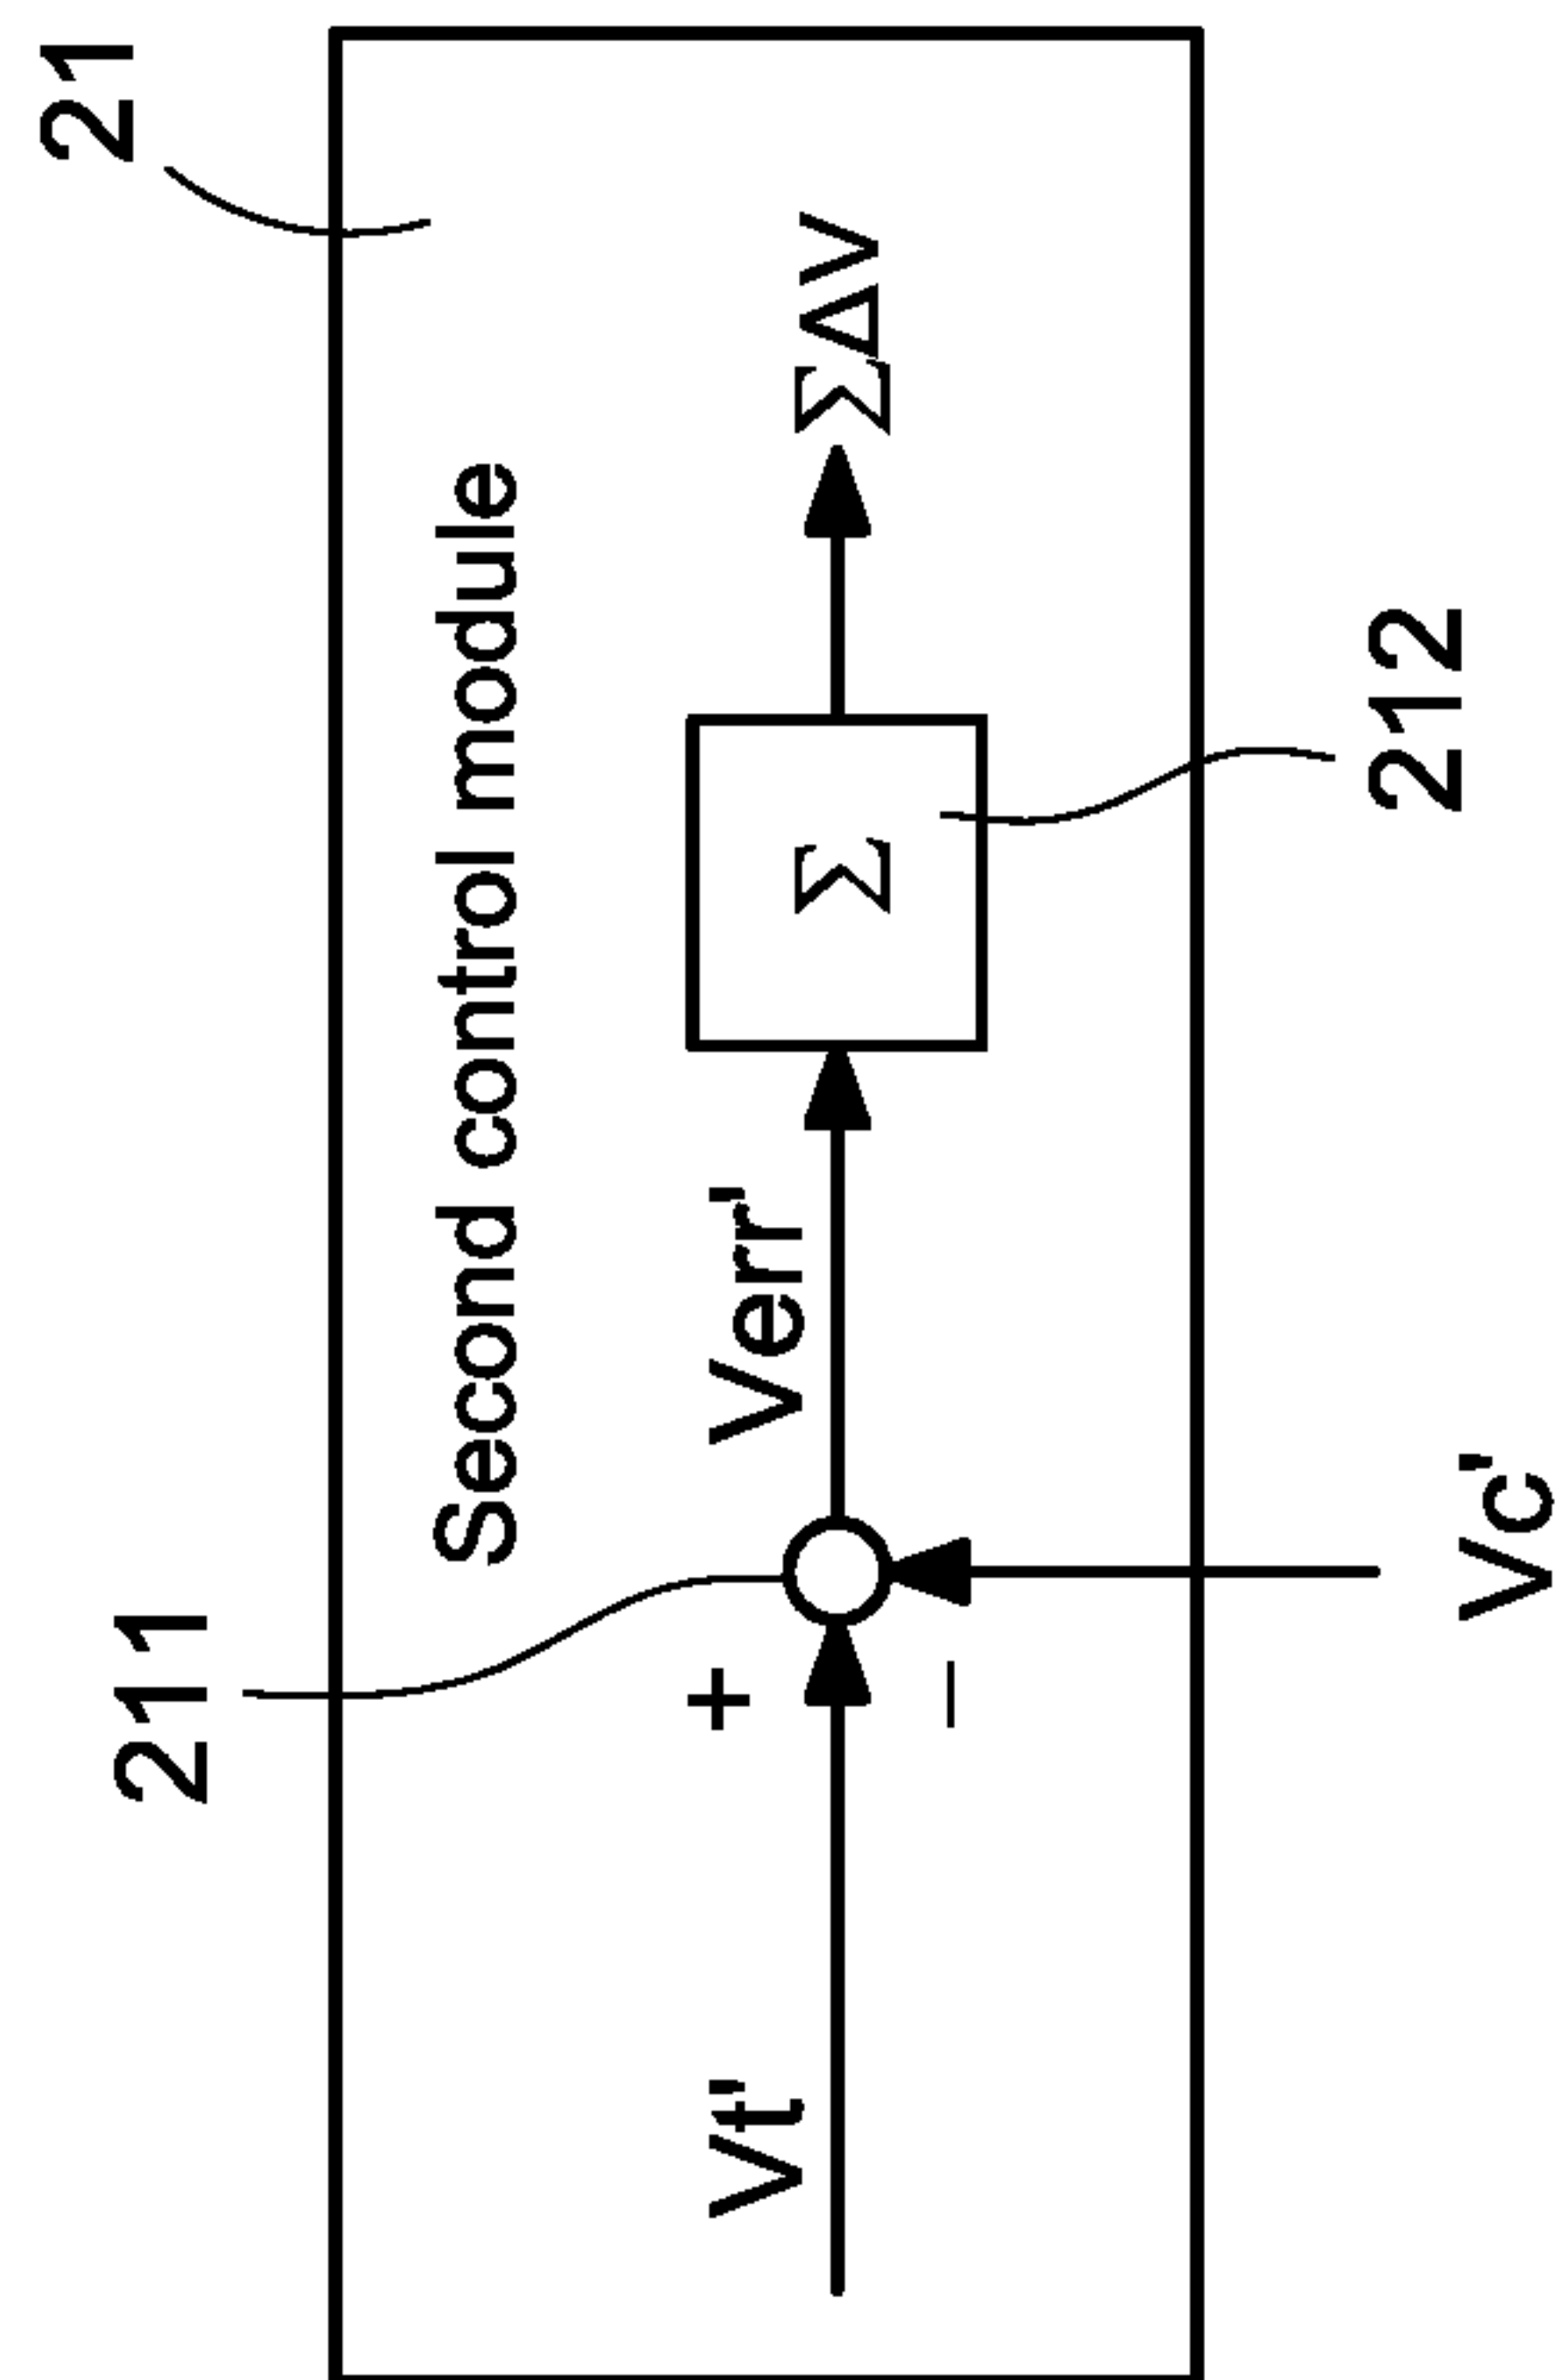 21
211
Second control module
Vt'
+
Verr'
Σ
ΣΔV
−
212
Vc'